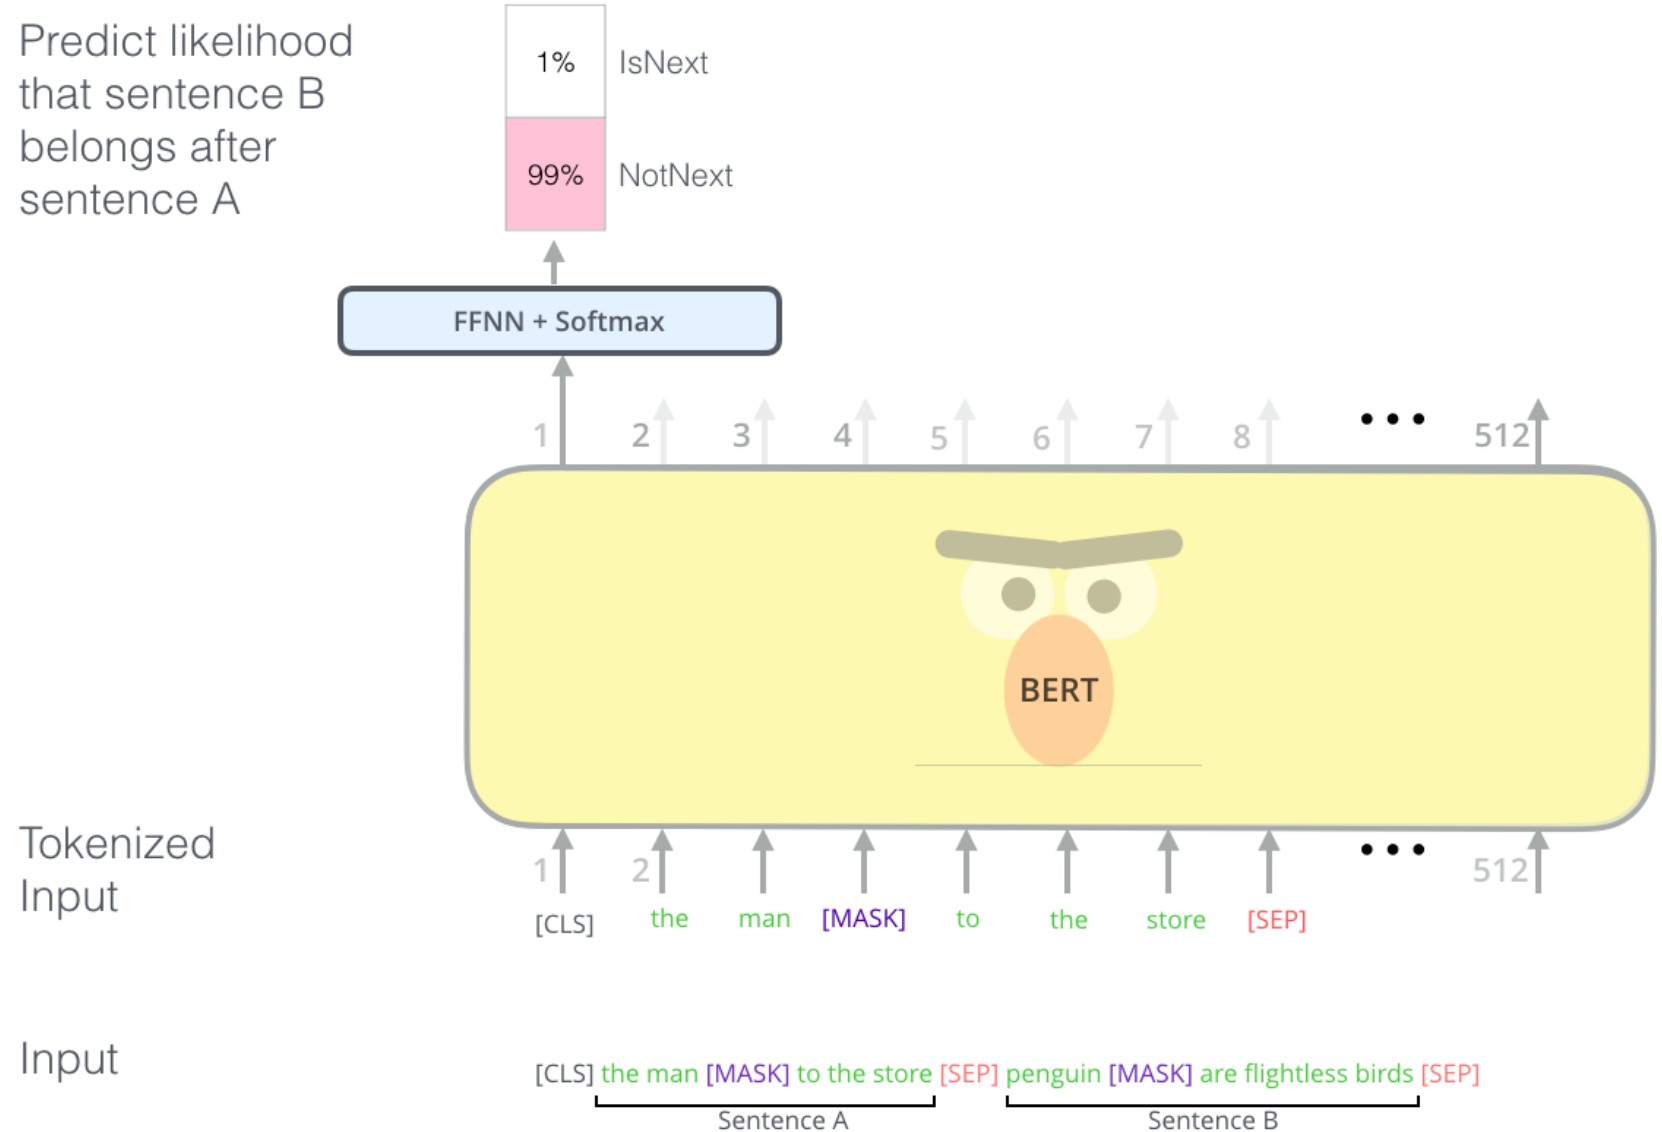 Predict likelihood
that sentence B
belongs after
sentence A
1% IsNext
99% NotNext
FFNN + Softmax
1 2 3 4 5 6 7 8 ••• 512
BERT
Tokenized
Input
1 2 ••• 512
[CLS] the man [MASK] to the store [SEP]
Input
[CLS] the man [MASK] to the store [SEP] penguin [MASK] are flightless birds [SEP]
Sentence A Sentence B